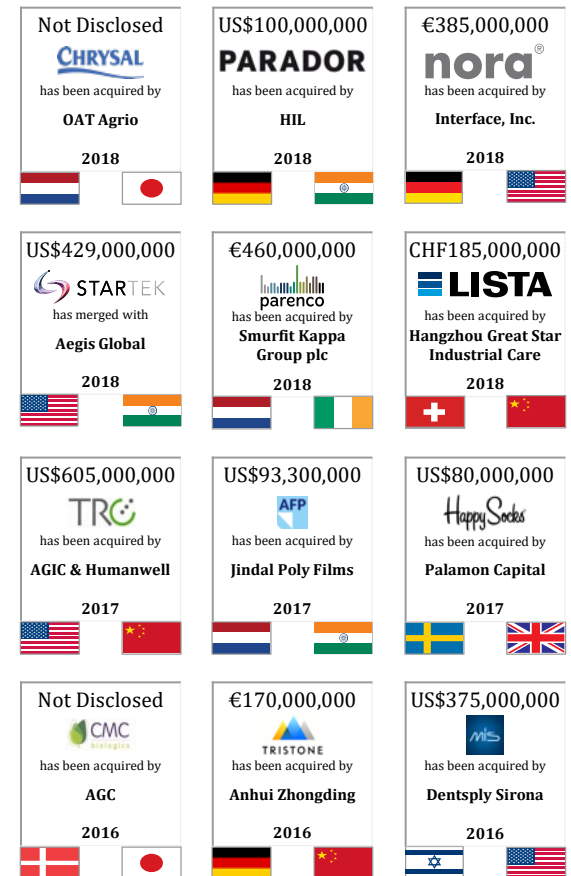 Not Disclosed
CHRYSAL
has been acquired by
OAT Agrio
2018
US$100,000,000
PARADOR
has been acquired by
HIL
2018
€385,000,000
nora®
has been acquired by
Interface, Inc.
2018
US$429,000,000
STARTEK
has merged with
Aegis Global
2018
€460,000,000
parenco
has been acquired by
Smurfit Kappa
Group plc
2018
CHF185,000,000
LISTA
has been acquired by
Hangzhou Great Star
Industrial Care
2018
US$605,000,000
TRC
has been acquired by
AGIC & Humanwell
2017
US$93,300,000
AFP
has been acquired by
Jindal Poly Films
2017
US$80,000,000
Happy Socks
has been acquired by
Palamon Capital
2017
Not Disclosed
CMC
biologics
has been acquired by
AGC
2016
€170,000,000
TRISTONE
has been acquired by
Anhui Zhongding
2016
US$375,000,000
mis
has been acquired by
Dentsply Sirona
2016